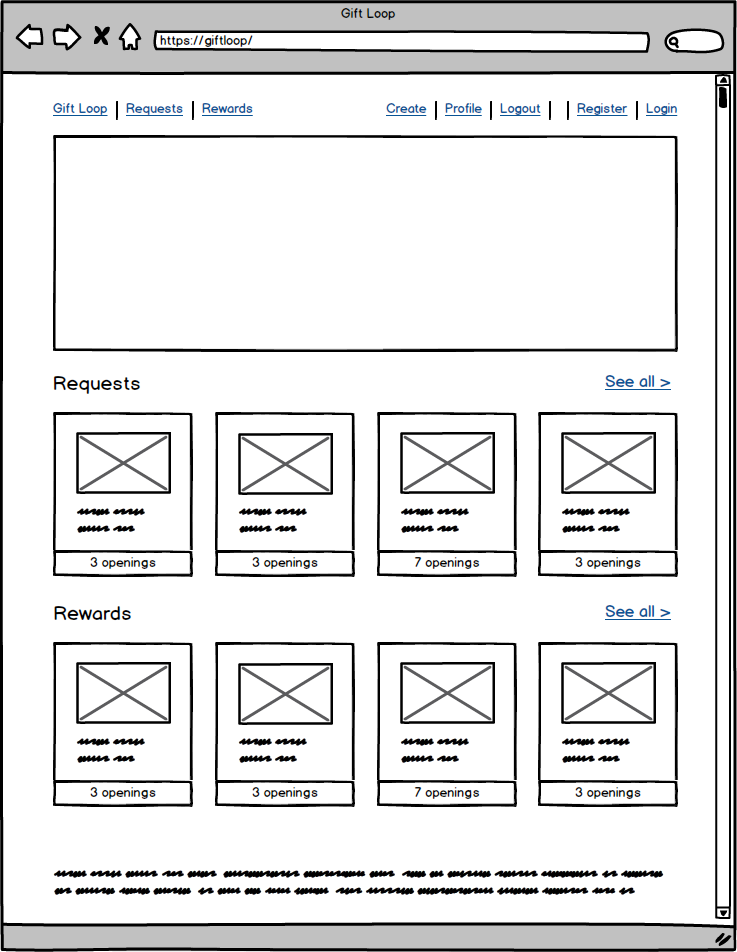 Gift Loop
https://giftloop/
Gift Loop | Requests | Rewards Create | Profile | Logout | | Register | Login
Requests See all >
3 openings 3 openings 7 openings 3 openings
Rewards See all >
3 openings 3 openings 7 openings 3 openings